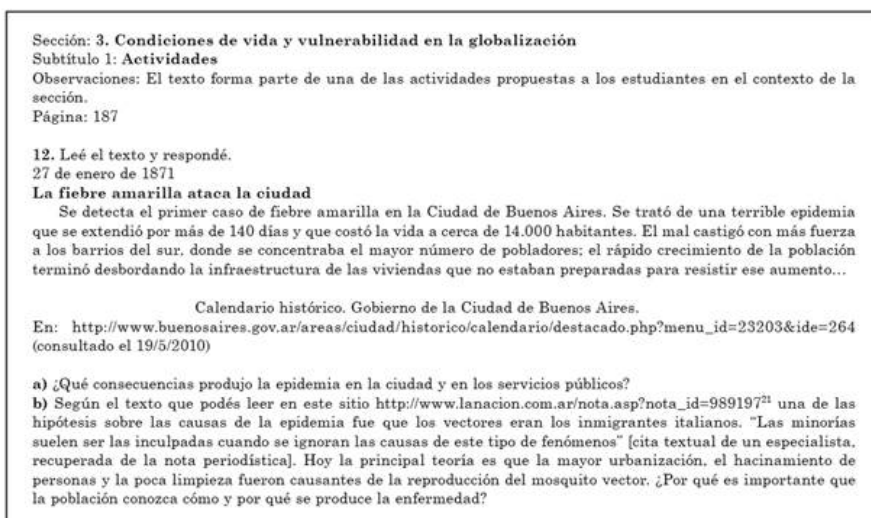 Sección: 3. Condiciones de vida y vulnerabilidad en la globalización
Subtítulo 1: Actividades
Observaciones: El texto forma parte de una de las actividades propuestas a los estudiantes en el contexto de la
sección.
Página: 187
12. Leé el texto y respondé.
27 de enero de 1871
La fiebre amarilla ataca la ciudad
Se detecta el primer caso de fiebre amarilla en la Ciudad de Buenos Aires. Se trató de una terrible epidemia
que se extendió por más de 140 días y que costó la vida a cerca de 14.000 habitantes. El mal castigó con más fuerza
a los barrios del sur, donde se concentraba el mayor número de pobladores; el rápido crecimiento de la población
terminó desbordando la infraestructura de las viviendas que no estaban preparadas para resistir ese aumento...
Calendario histórico. Gobierno de la Ciudad de Buenos Aires.
En: http://www.buenosaires.gov.ar/areas/ciudad/historico/calendario/destacado.php?menu_id=23203&ide=264
(consultado el 19/5/2010)
a) ¿Qué consecuencias produjo la epidemia en la ciudad y en los servicios públicos?
b) Según el texto que podés leer en este sitio http://www.lanacion.com.ar/nota.asp?nota_id=989197²¹ una de las
hipótesis sobre las causas de la epidemia fue que los vectores eran los inmigrantes italianos. "Las minorías
suelen ser las inculpadas cuando se ignoran las causas de este tipo de fenómenos" [cita textual de un especialista,
recuperada de la nota periodística]. Hoy la principal teoría es que la mayor urbanización, el hacinamiento de
personas y la poca limpieza fueron causantes de la reproducción del mosquito vector. ¿Por qué es importante que
la población conozca cómo y por qué se produce la enfermedad?